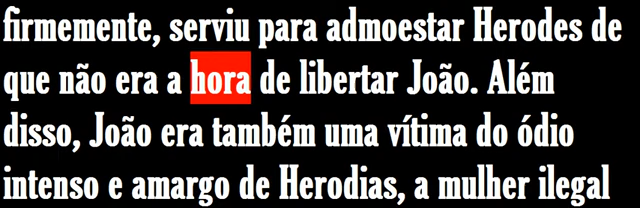 firmemente, serviu para admoestar Herodes de
que não era a hora de libertar João. Além
disso, João era também uma vítima do ódio
intenso e amargo de Herodias, a mulher ilegal